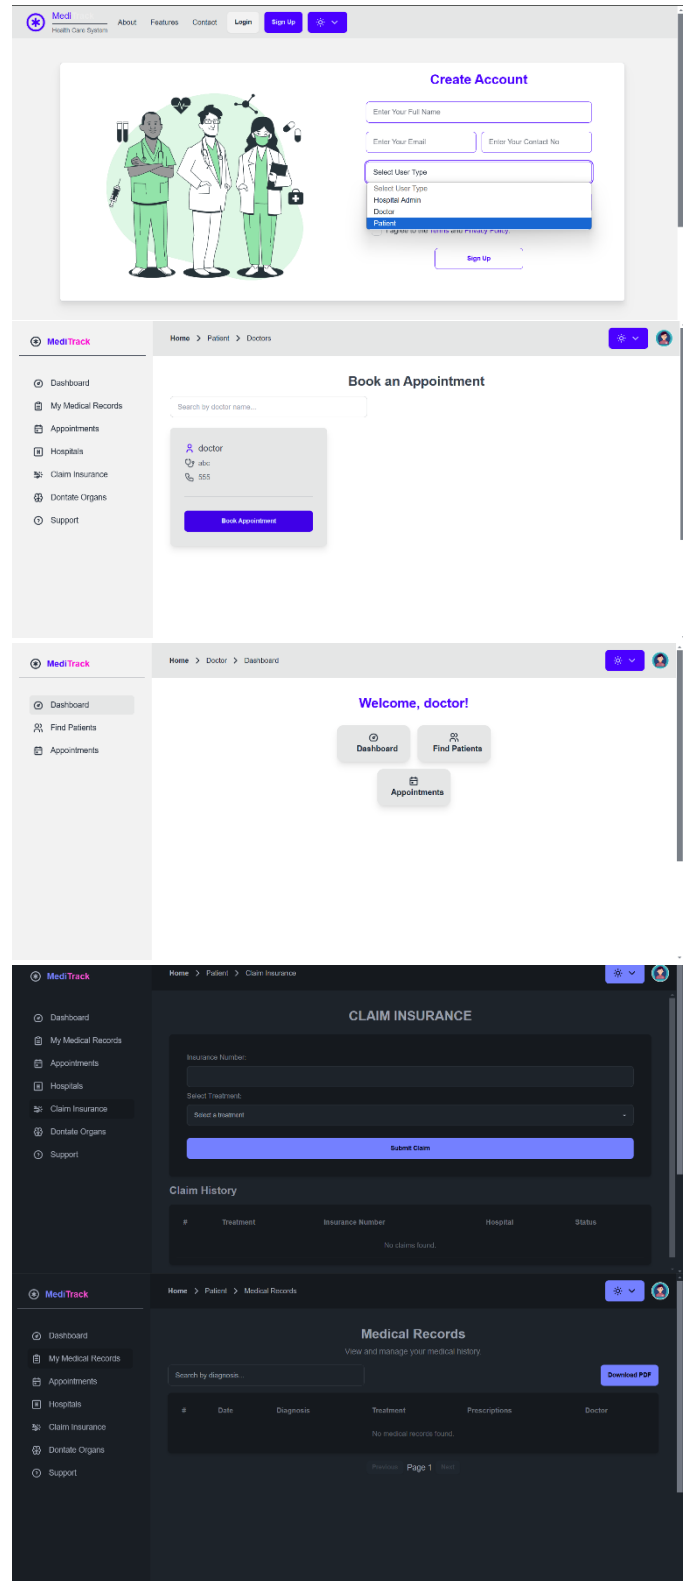 Medi
Health Care System
About Features Contact Login Sign Up
Create Account
Enter Your Full Name
Enter Your Email Enter Your Contact No
Select User Type
Select User Type
Hospital Admin
Doctor
Patient
I agree to the Terms and Privacy Policy.
Sign Up
MediTrack
Home > Patient > Doctors
Dashboard
My Medical Records
Appointments
Hospitals
Claim Insurance
Dontate Organs
Support
Book an Appointment
Search by doctor name...
doctor
abc
555
Book Appointment
MediTrack
Home > Doctor > Dashboard
Dashboard
Find Patients
Appointments
Welcome, doctor!
Dashboard Find Patients
Appointments
MediTrack
Home > Patient > Claim Insurance
Dashboard
My Medical Records
Appointments
Hospitals
Claim Insurance
Dontate Organs
Support
CLAIM INSURANCE
Insurance Number:
Select Treatment:
Select a treatment
Submit Claim
Claim History
# Treatment Insurance Number Hospital Status
No claims found.
MediTrack
Home > Patient > Medical Records
Dashboard
My Medical Records
Appointments
Hospitals
Claim Insurance
Dontate Organs
Support
Medical Records
View and manage your medical history.
Search by diagnosis...
Download PDF
# Date Diagnosis Treatment Prescriptions Doctor
No medical records found.
Previous Page 1 Next